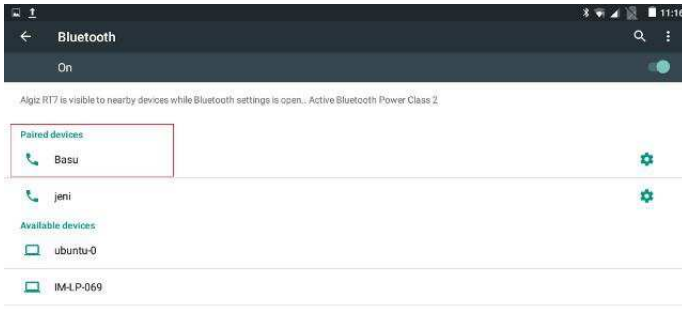 11:16
Bluetooth
On
Algiz RT7 is visible to nearby devices while Bluetooth settings is open.. Active Bluetooth Power Class 2
Paired devices
Basu
jeni
Available devices
ubuntu-0
IM-LP-069